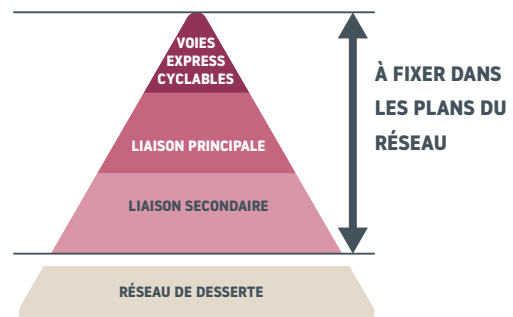 VOIES
EXPRESS
CYCLABLES
LIAISON PRINCIPALE
LIAISON SECONDAIRE
RÉSEAU DE DESSERTE
À FIXER DANS
LES PLANS DU
RÉSEAU